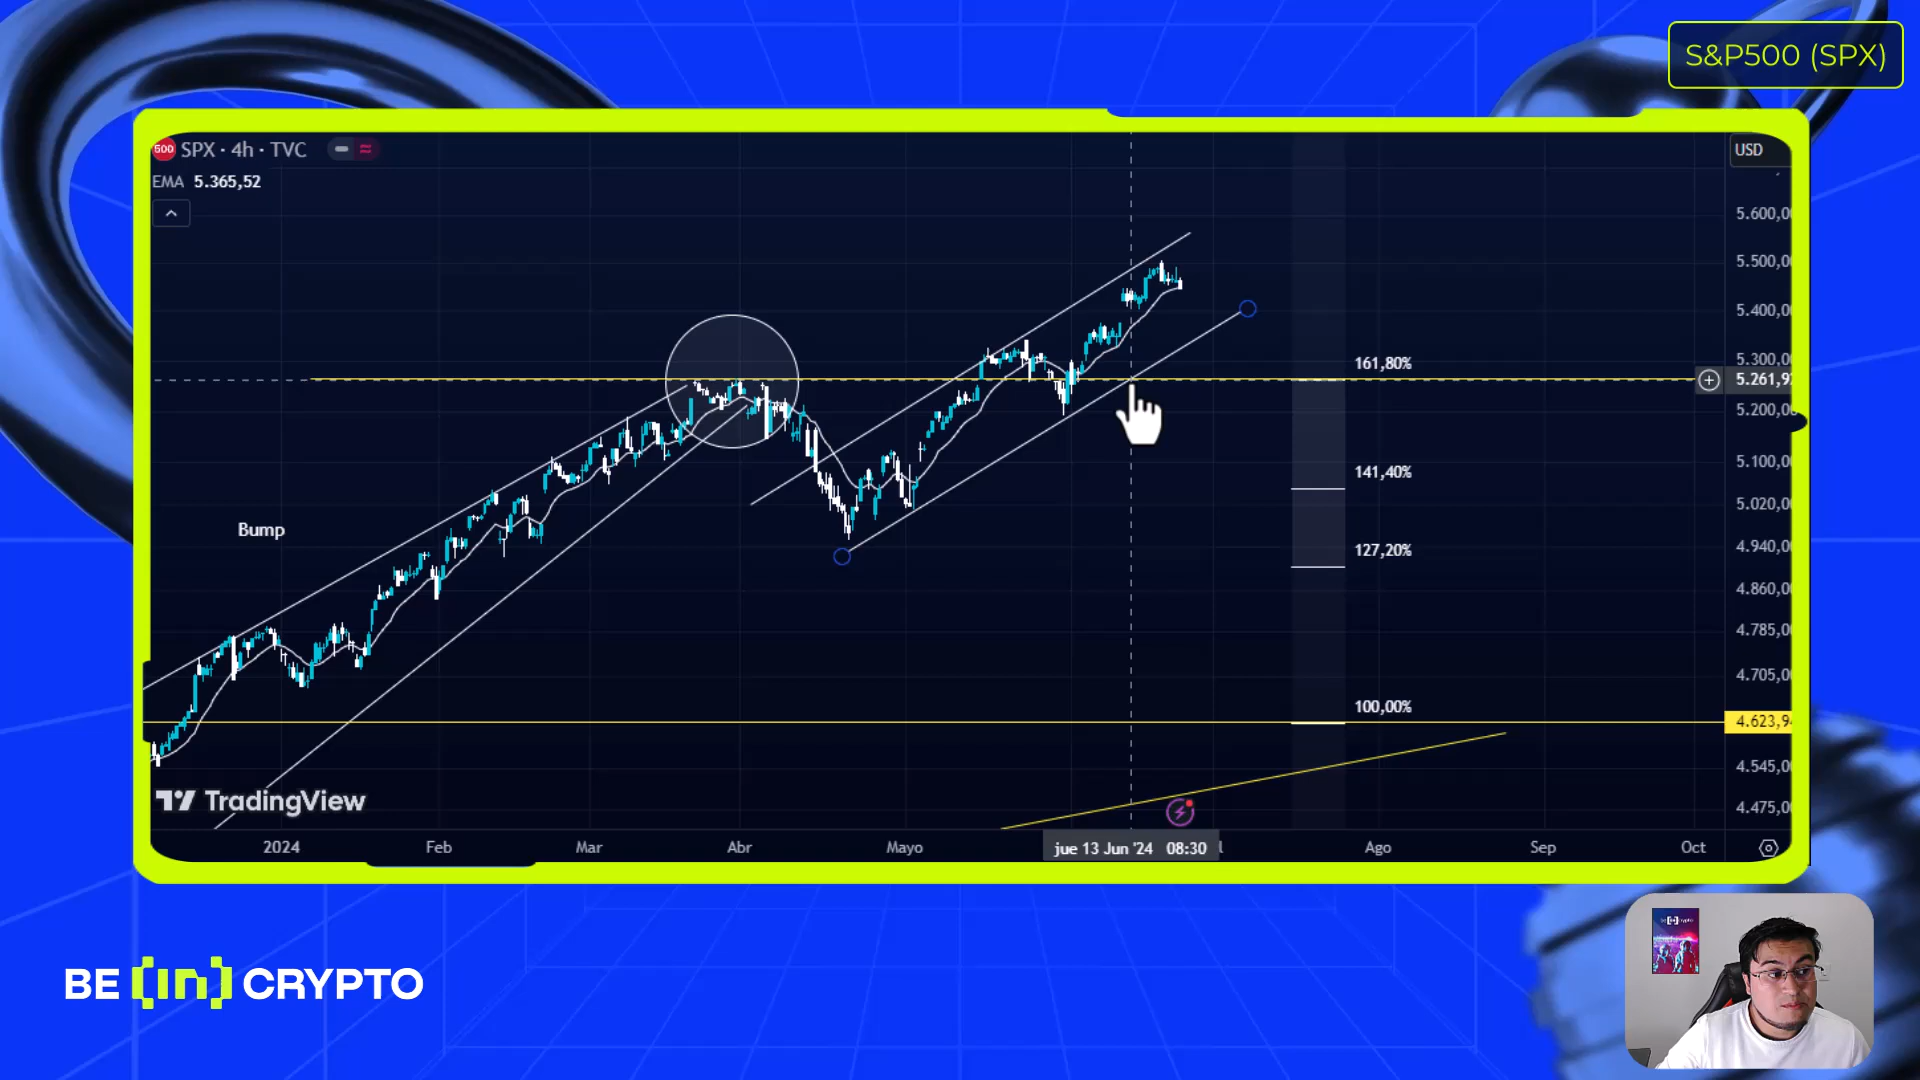 S&P500 (SPX)
500 SPX · 4h · TVC
USD
EMA 5.365,52
5.600,0
5.500,0
5.400,0
5.300,0
161,80%
5.261,9
5.200,0
5.100,0
141,40%
5.020,0
Bump
127,20%
4.940,0
4.860,0
4.785,0
4.705,0
100,00%
4.623,9
4.545,0
TradingView
4.475,0
2024 Feb Mar Abr Mayo jue 13 Jun '24 08:30 Ago Sep Oct
BE [in] CRYPTO